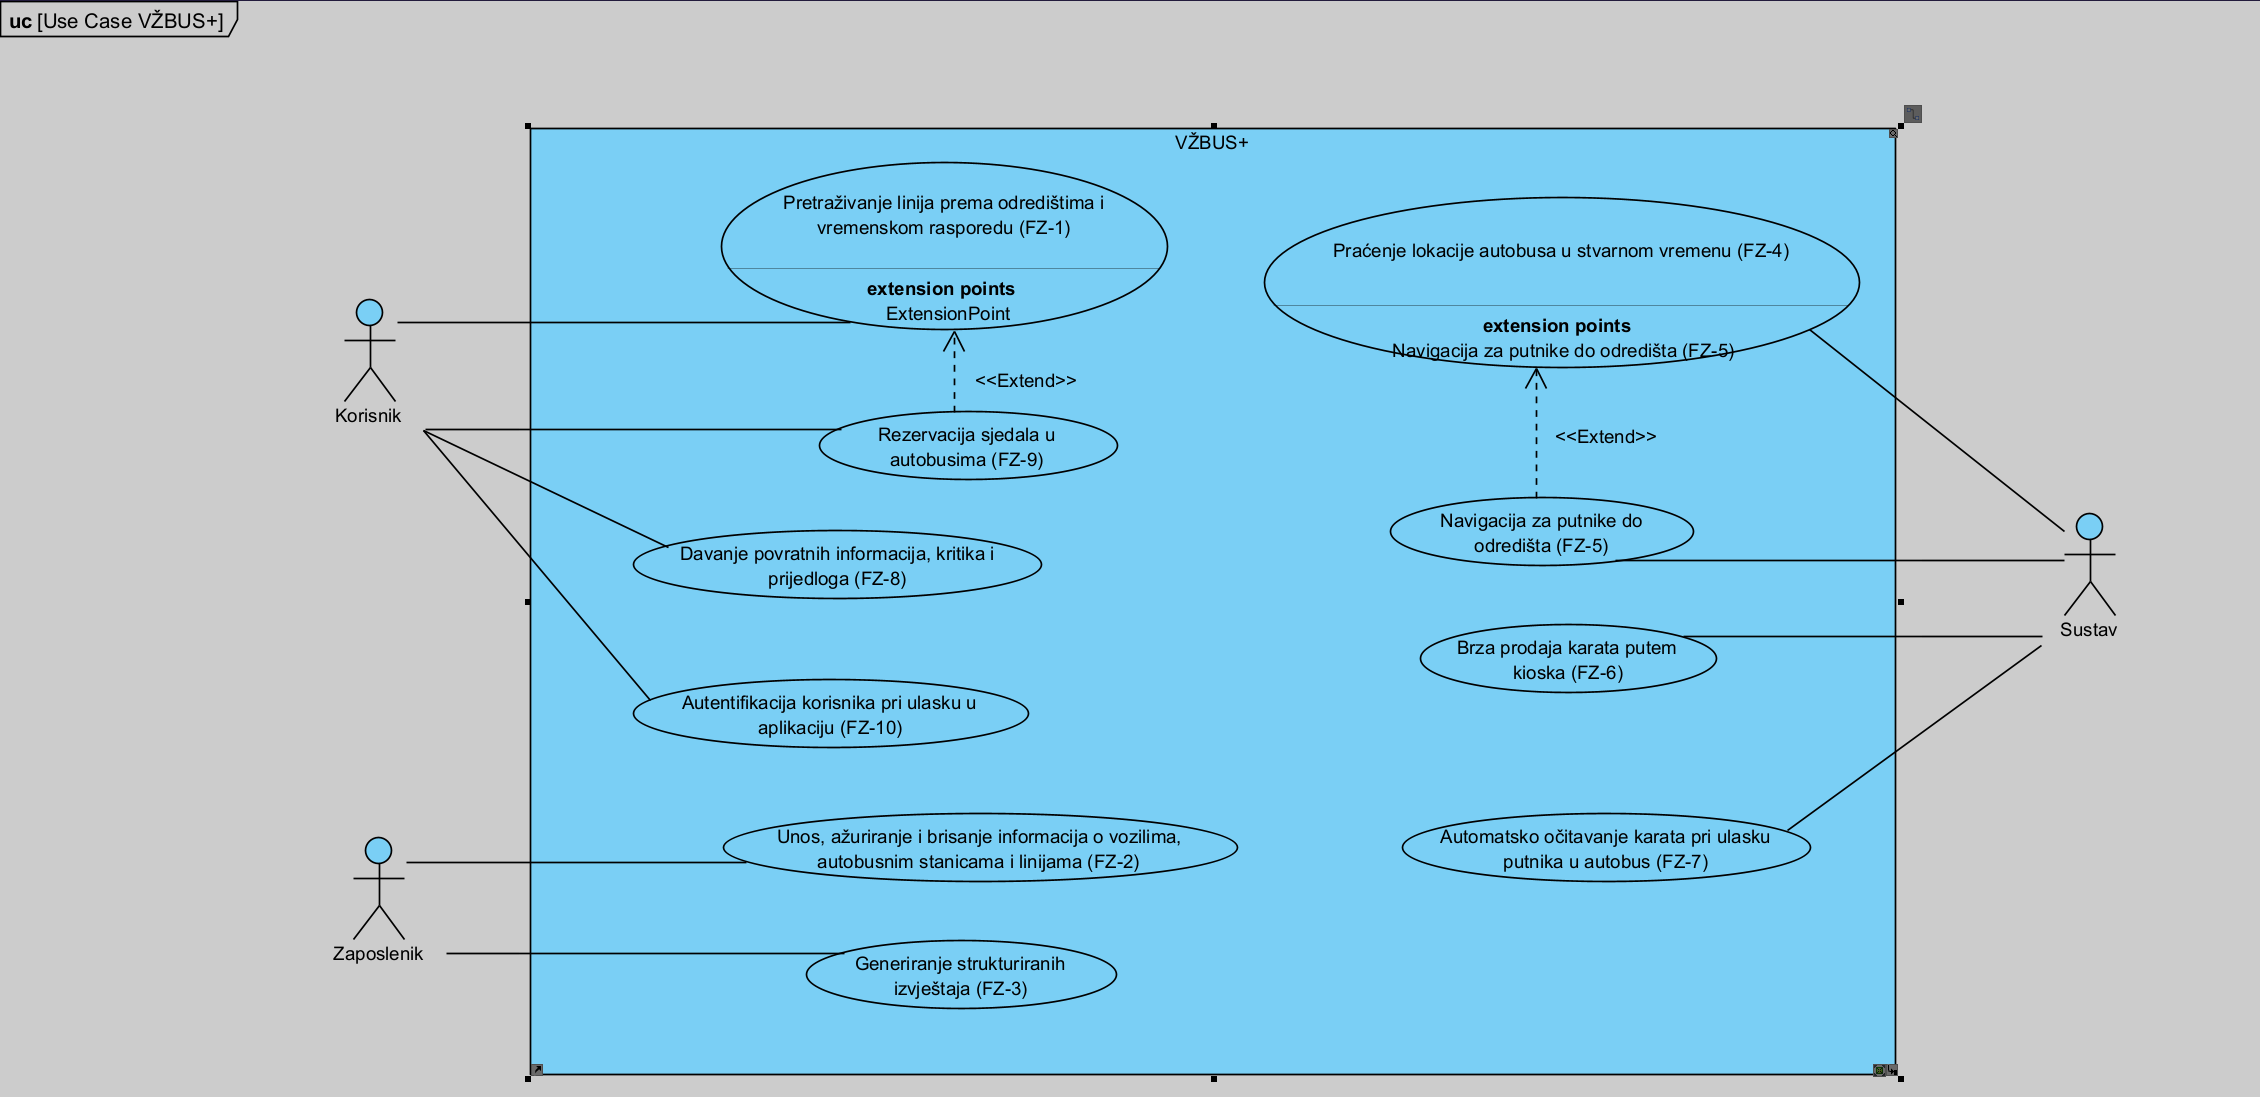 uc [Use Case VŽBUS+]
VŽBUS+
Pretraživanje linija prema odredištima i
vremenskom rasporedu (FZ-1)
extension points
ExtensionPoint
Praćenje lokacije autobusa u stvarnom vremenu (FZ-4)
extension points
Navigacija za putnike do odredišta (FZ-5)
<<Extend>>
Korisnik
Rezervacija sjedala u
autobusima (FZ-9)
<<Extend>>
Navigacija za putnike do
odredišta (FZ-5)
Davanje povratnih informacija, kritika i
prijedloga (FZ-8)
Sustav
Brza prodaja karata putem
kioska (FZ-6)
Autentifikacija korisnika pri ulasku u
aplikaciju (FZ-10)
Unos, ažuriranje i brisanje informacija o vozilima,
autobusnim stanicama i linijama (FZ-2)
Automatsko očitavanje karata pri ulasku
putnika u autobus (FZ-7)
Zaposlenik
Generiranje strukturiranih
izvještaja (FZ-3)